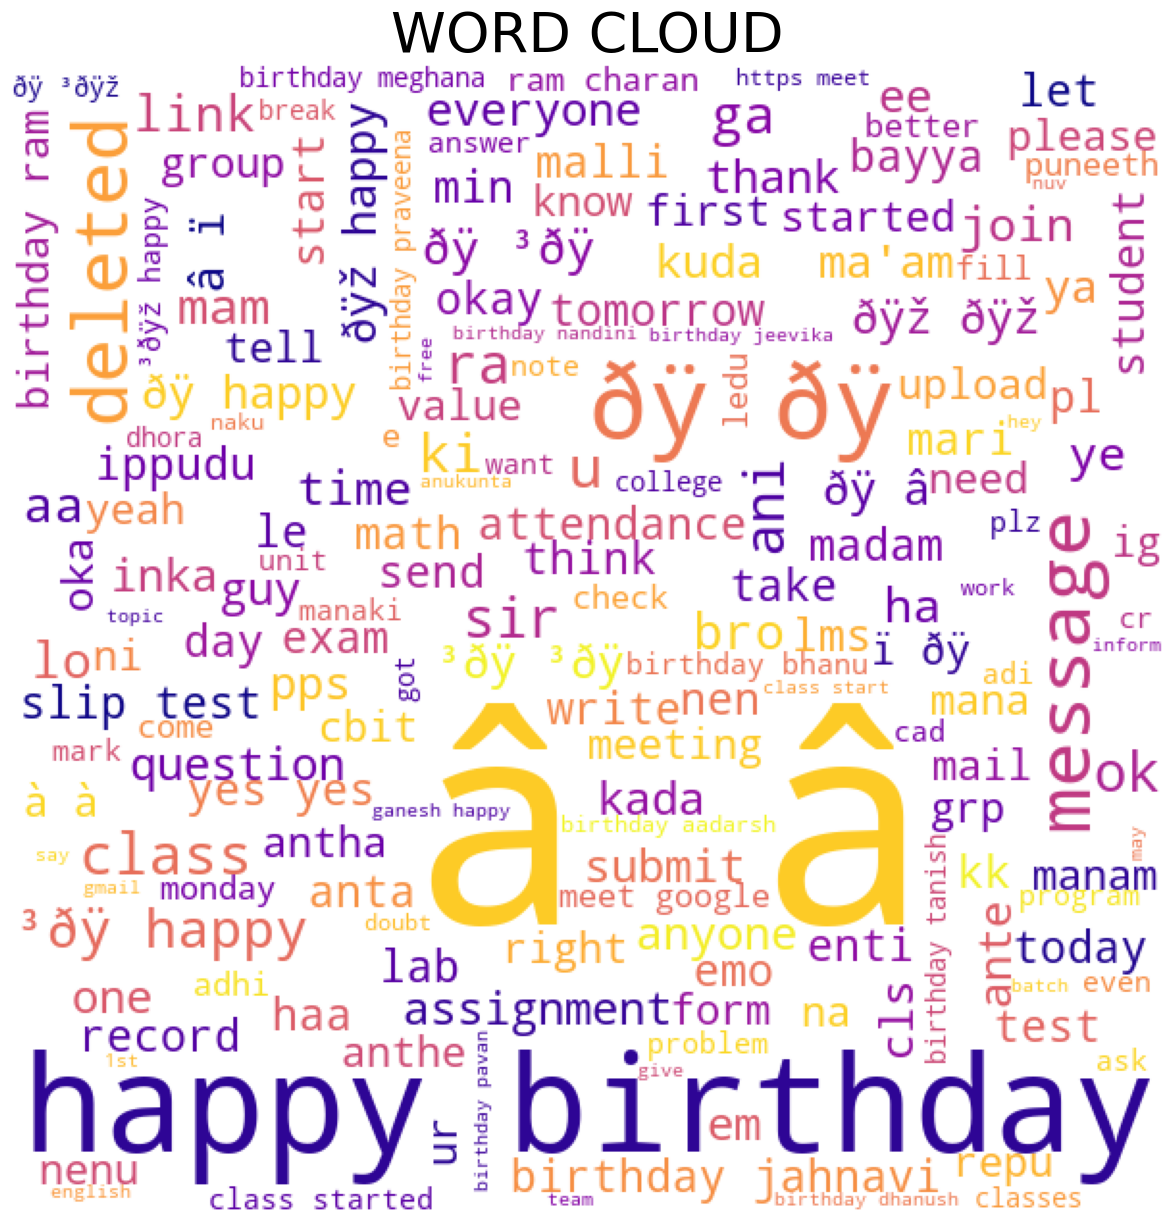 WORD CLOUD
ðÿ ³ðÿž
birthday meghana
ram charan
https meet
let
link
break
everyone
ga
ee
better
please
birthday ram
deleted
group
start
ðÿž happy
birthday praveena
answer
malli
thank
bayya
puneeth
nuv
min
know
first
started
join
student
³ðÿž happy
â ï
ðÿ ³ðÿ
kuda
ma'am
fill
ya
mam
okay
tomorrow
ðÿž ðÿž
tell
birthday nandini
birthday jeevika
free
ra
note
ðÿ ðÿ
ledu
upload
pl
ðÿ happy
value
naku
dhora
e
ki
want
u
college
mari
hey
ye
ippudu
anukunta
time
ani
ðÿ â
need
aa
yeah
le
math
attendance
plz
message
ig
oka
unit
think
madam
inka
guy
send
take
work
topic
manaki
sir
check
ha
cr
day
exam
bro
lms
ï ðÿ
inform
lo
ni
got
³ðÿ ³ðÿ
birthday bhanu
class start
adi
slip test
pps
write
nen
mana
come
cbit
â â
meeting
cad
mark
question
mail
ok
à à
yes yes
ganesh happy
kada
grp
birthday aadarsh
say
class
antha
submit
birthday tanish
kk
manam
may
gmail
monday
anta
meet google
program
³ðÿ happy
doubt
right
anyone
enti
ante
today
lab
emo
adhi
batch
even
one
haa
assignment
form
na
cls
test
record
anthe
birthday pavan
problem
1st
give
ask
happy birthday
ur
em
nenu
birthday jahnavi
repu
english
class started
team
birthday dhanush
classes